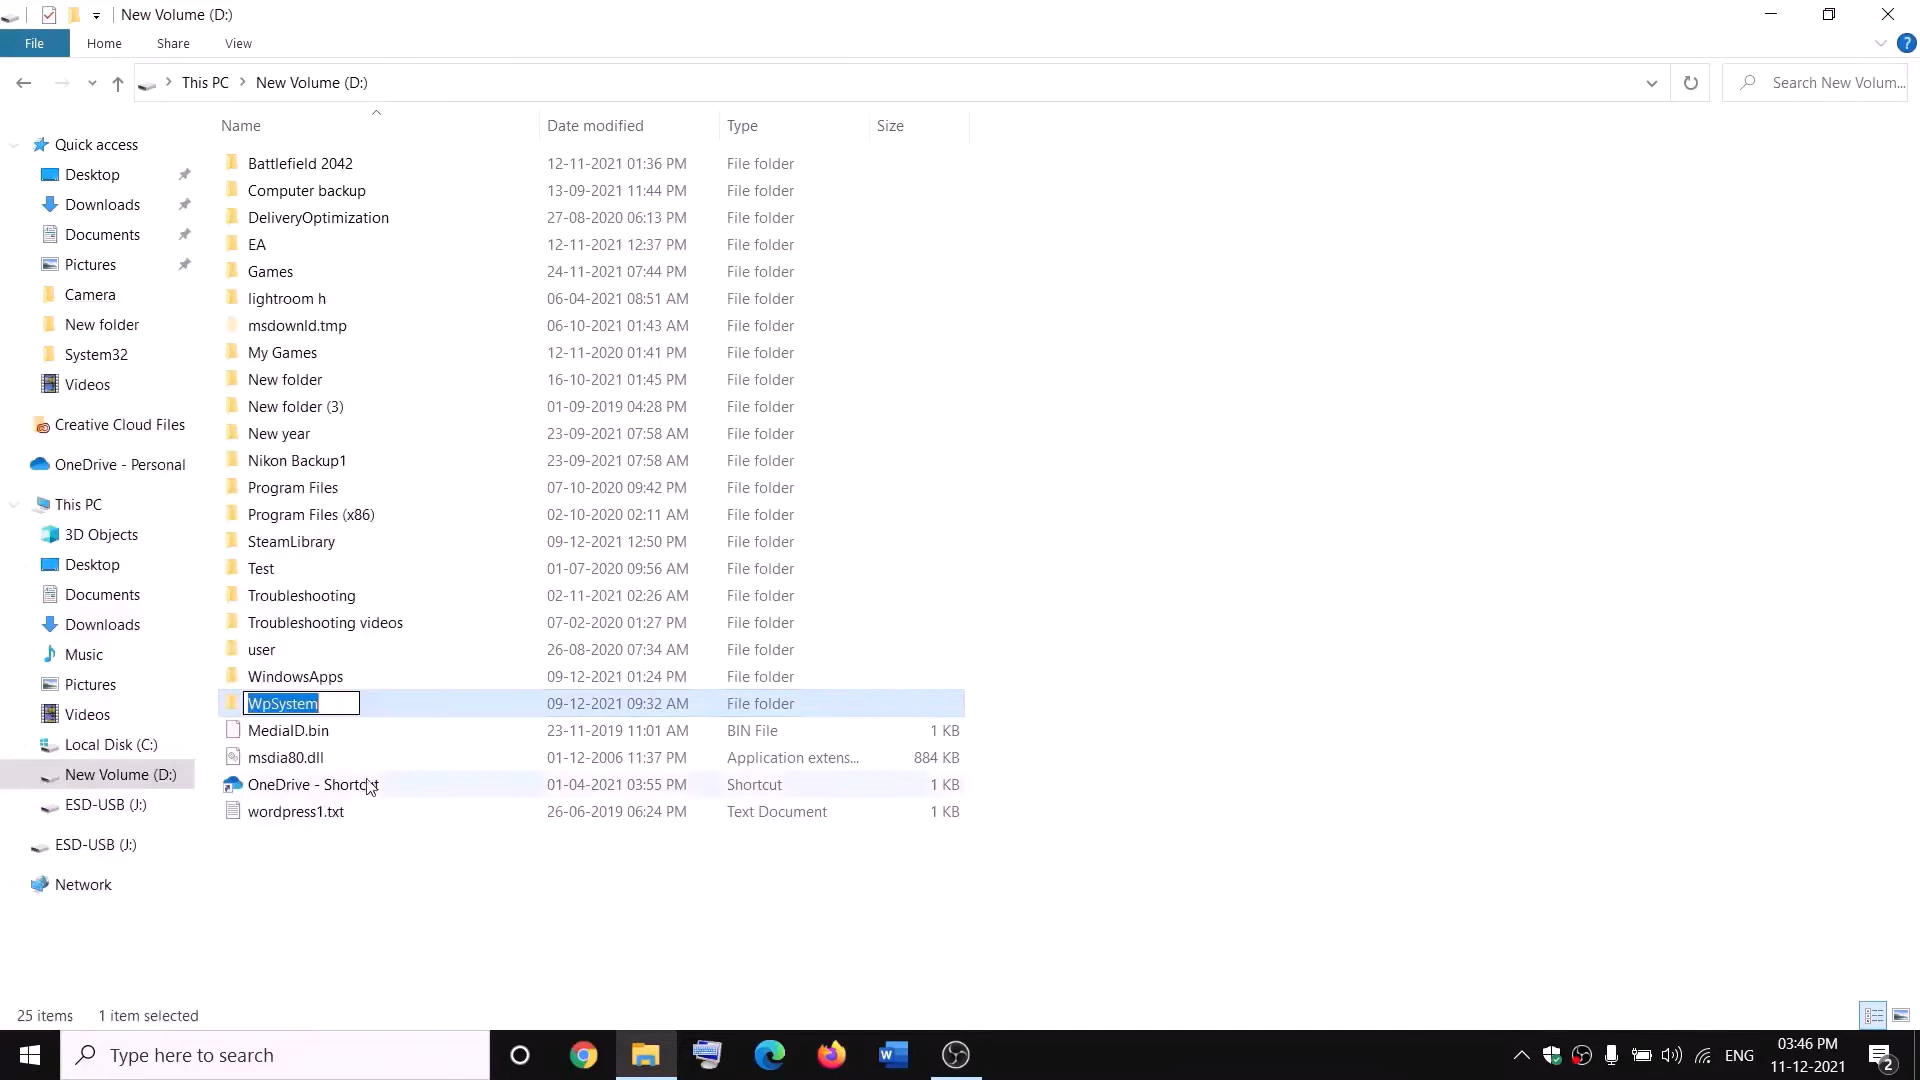 New Volume (D:)
File Home Share View
This PC New Volume (D:) Search New Volum...
Name Date modified Type Size
Quick access
Desktop
Downloads
Documents
Pictures
Camera
New folder
System32
Videos
Creative Cloud Files
OneDrive - Personal
This PC
3D Objects
Desktop
Documents
Downloads
Music
Pictures
Videos
Local Disk (C:)
New Volume (D:)
ESD-USB (J:)
ESD-USB (J:)
Network
Battlefield 2042 12-11-2021 01:36 PM File folder
Computer backup 13-09-2021 11:44 PM File folder
DeliveryOptimization 27-08-2020 06:13 PM File folder
EA 12-11-2021 12:37 PM File folder
Games 24-11-2021 07:44 PM File folder
lightroom h 06-04-2021 08:51 AM File folder
msdownld.tmp 06-10-2021 01:43 AM File folder
My Games 12-11-2020 01:41 PM File folder
New folder 16-10-2021 01:45 PM File folder
New folder (3) 01-09-2019 04:28 PM File folder
New year 23-09-2021 07:58 AM File folder
Nikon Backup1 23-09-2021 07:58 AM File folder
Program Files 07-10-2020 09:42 PM File folder
Program Files (x86) 02-10-2020 02:11 AM File folder
SteamLibrary 09-12-2021 12:50 PM File folder
Test 01-07-2020 09:56 AM File folder
Troubleshooting 02-11-2021 02:26 AM File folder
Troubleshooting videos 07-02-2020 01:27 PM File folder
user 26-08-2020 07:34 AM File folder
WindowsApps 09-12-2021 01:24 PM File folder
WpSystem 09-12-2021 09:32 AM File folder
MediaID.bin 23-11-2019 11:01 AM BIN File 1 KB
msdia80.dll 01-12-2006 11:37 PM Application extens... 884 KB
OneDrive - Shortcut 01-04-2021 03:55 PM Shortcut 1 KB
wordpress1.txt 26-06-2019 06:24 PM Text Document 1 KB
25 items 1 item selected
Type here to search
ENG
03:46 PM
11-12-2021
2